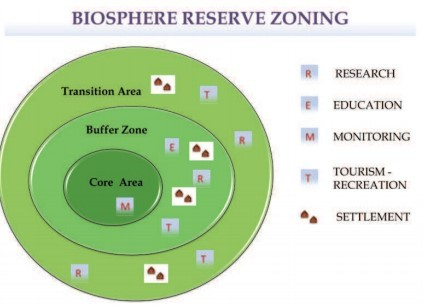 BIOSPHERE RESERVE ZONING
Transition Area
T
R RESEARCH
Buffer Zone
E EDUCATION
E
R
M MONITORING
R
Core Area
T TOURISM -
RECREATION
M
T
SETTLEMENT
T
R